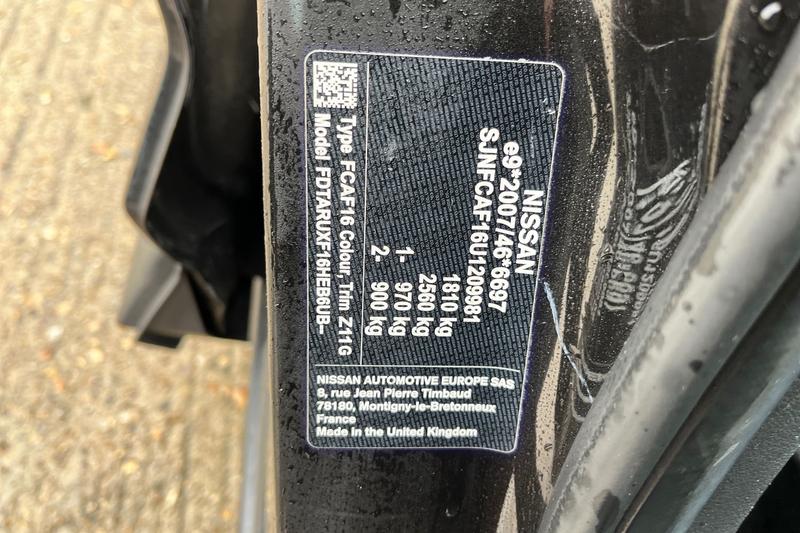 NISSAN
e9*2007/46*6697
SJNFCAF16U1209981
1810 kg
2560 kg
1- 970 kg
2- 900 kg
Type FCAF16 Colour, Trim Z11G
Model FDTARUXF16HEB6UB-
NISSAN AUTOMOTIVE EUROPE SAS
8, rue Jean Pierre Timbaud
78180, Montigny-le-Bretonneux
France
Made in the United Kingdom